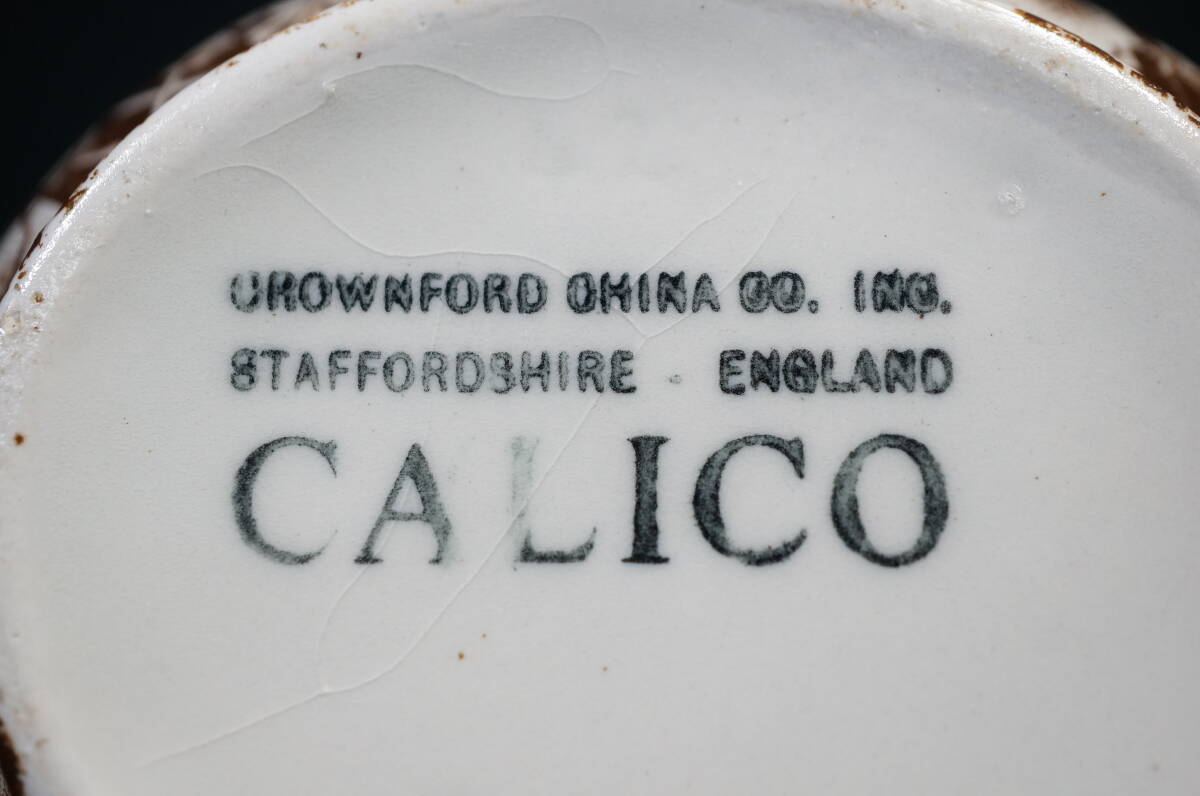 CROWNFORD CHINA CO. INC.
STAFFORDSHIRE - ENGLAND
CALICO